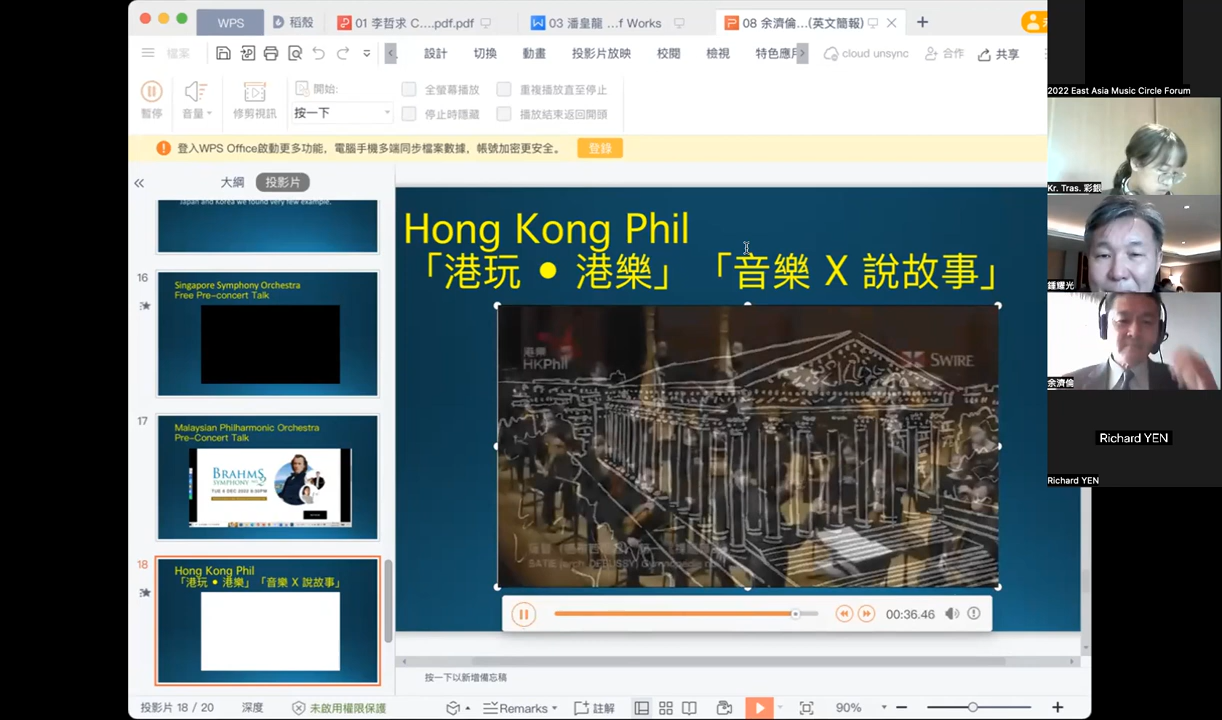 WPS
稻殼
01 李哲求 C....pdf.pdf
03 潘皇龍 ...f Works
08 余濟倫...(英文簡報)
檔案
設計
切換
動畫
投影片放映
校閱
檢視
特色應用
cloud unsync
合作
共享
暫停
音量
修剪視訊
開始:
按一下
全螢幕播放
停止時隱藏
重複播放直至停止
播放結束返回開頭
登入WPS Office啟動更多功能，電腦手機多端同步檔案數據，帳號加密更安全。
登錄
大綱
投影片
Japan and Korea we found very few example.
16
Singapore Symphony Orchestra
Free Pre-concert Talk
17
Malaysian Philharmonic Orchestra
Pre-Concert Talk
BRAHMS
SYMPHONY
18
Hong Kong Phil
「港玩 • 港樂」「音樂 X 說故事」
Hong Kong Phil
「港玩 • 港樂」「音樂 X 說故事」
港樂
HKPhil
SWIRE
00:36.46
按一下以新增備忘稿
投影片 18 / 20
深度
未啟用權限保護
Remarks
註解
90%
2022 East Asia Music Circle Forum
Kr. Tras. 彩銀
鍾耀光
余濟倫
Richard YEN
Richard YEN